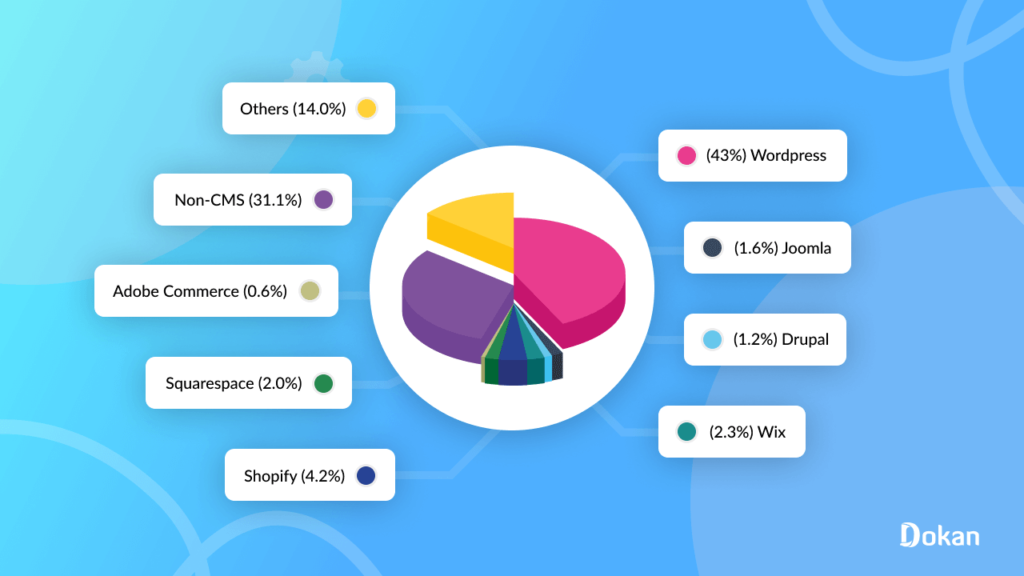 Others (14.0%)
Non-CMS (31.1%)
Adobe Commerce (0.6%)
Squarespace (2.0%)
Shopify (4.2%)
(43%) Wordpress
(1.6%) Joomla
(1.2%) Drupal
(2.3%) Wix
Dokan